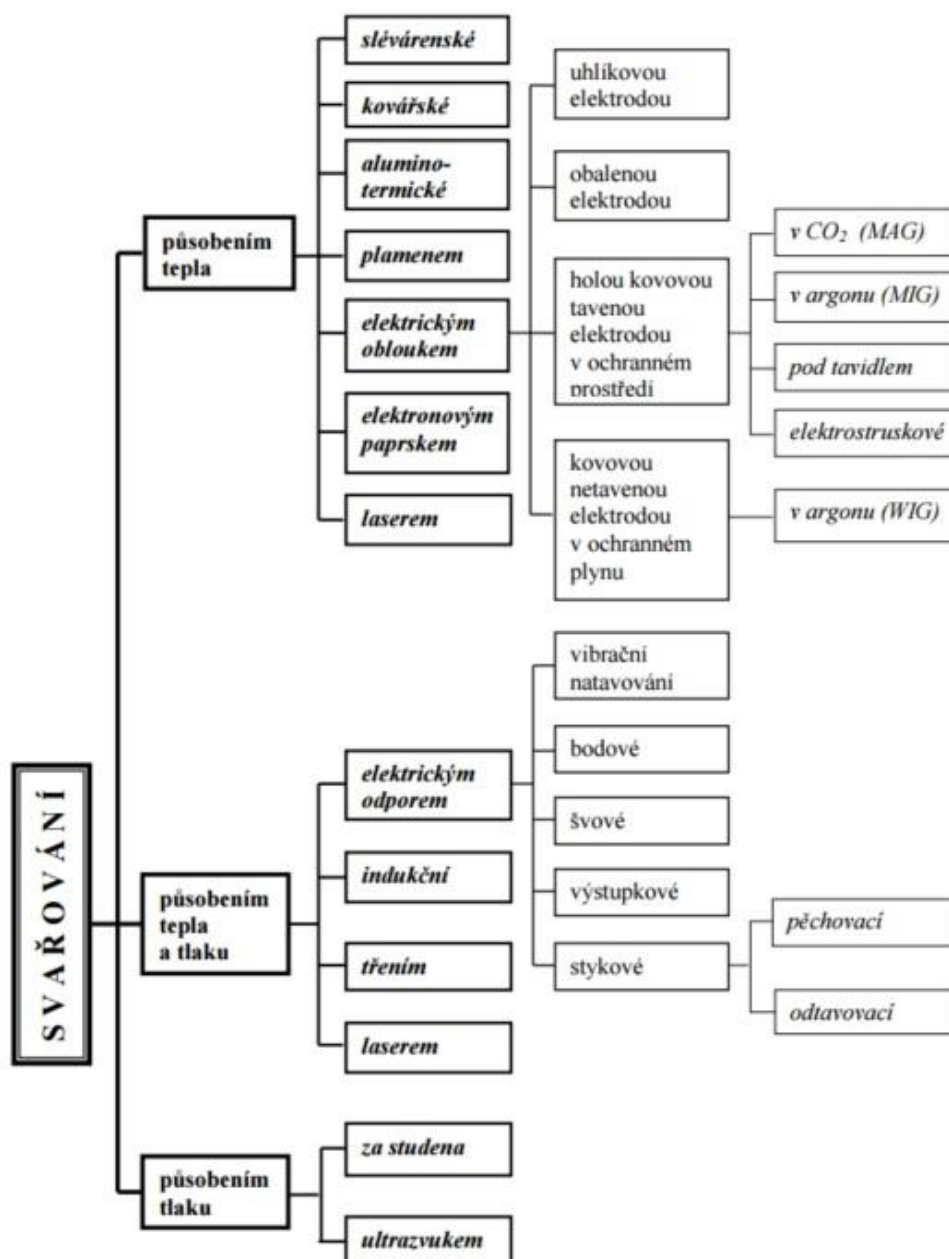 SVAŘOVÁNÍ
působením
tepla
slévárenské
kovářské
alumino-
termické
plamenem
elektrickým
obloukem
uhlíkovou
elektrodou
obalenou
elektrodou
holou kovovou
tavenou
elektrodou
v ochranném
prostředí
v CO₂ (MAG)
v argonu (MIG)
pod tavidlem
elektrostruskové
kovovou
netavenou
elektrodou
v ochranném
plynu
v argonu (WIG)
elektronovým
paprskem
laserem
působením
tepla
a tlaku
elektrickým
odporem
vibrační
natavování
bodové
švové
výstupkové
stykové
pěchovací
odtavovací
indukční
třením
laserem
působením
tlaku
za studena
ultrazvukem